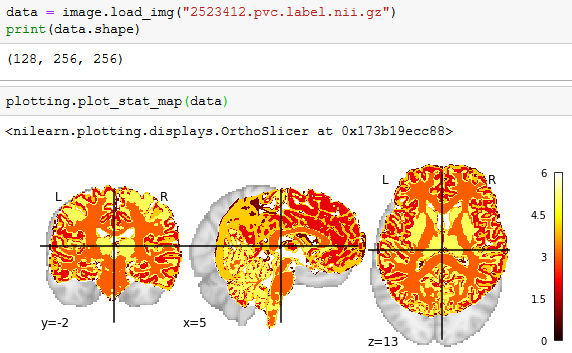 data = image.load_img("2523412.pvc.label.nii.gz")
print(data.shape)
(128, 256, 256)
plotting.plot_stat_map(data)
<nilearn.plotting.displays.OrthoSlicer at 0x173b19ecc88>
L R
L R
6
4.5
3
1.5
0
y=-2
x=5
z=13